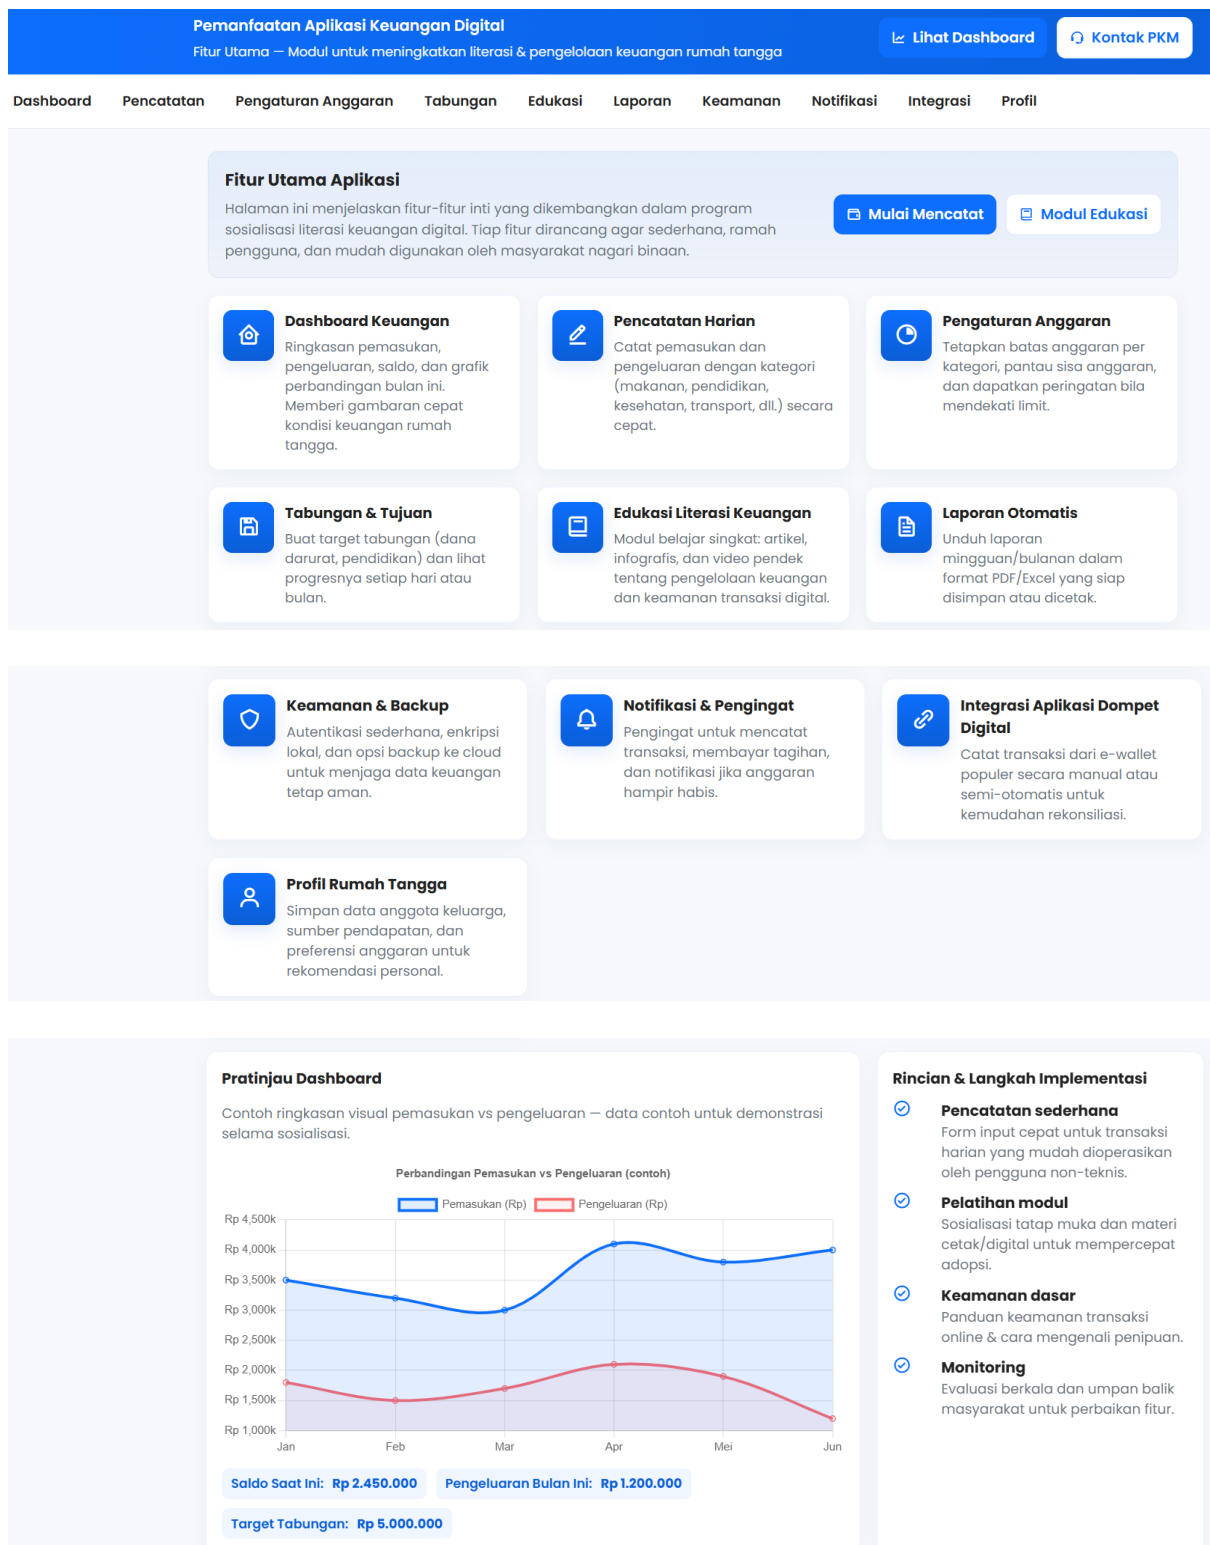 Pemanfaatan Aplikasi Keuangan Digital
Fitur Utama — Modul untuk meningkatkan literasi & pengelolaan keuangan rumah tangga
Lihat Dashboard
Kontak PKM
Dashboard
Pencatatan
Pengaturan Anggaran
Tabungan
Edukasi
Laporan
Keamanan
Notifikasi
Integrasi
Profil
Fitur Utama Aplikasi
Halaman ini menjelaskan fitur-fitur inti yang dikembangkan dalam program
sosialisasi literasi keuangan digital. Tiap fitur dirancang agar sederhana, ramah
pengguna, dan mudah digunakan oleh masyarakat nagari binaan.
Mulai Mencatat
Modul Edukasi
Dashboard Keuangan
Ringkasan pemasukan,
pengeluaran, saldo, dan grafik
perbandingan bulan ini.
Memberi gambaran cepat
kondisi keuangan rumah
tangga.
Pencatatan Harian
Catat pemasukan dan
pengeluaran dengan kategori
(makanan, pendidikan,
kesehatan, transport, dll.) secara
cepat.
Pengaturan Anggaran
Tetapkan batas anggaran per
kategori, pantau sisa anggaran,
dan dapatkan peringatan bila
mendekati limit.
Tabungan & Tujuan
Buat target tabungan (dana
darurat, pendidikan) dan lihat
progresnya setiap hari atau
bulan.
Edukasi Literasi Keuangan
Modul belajar singkat: artikel,
infografis, dan video pendek
tentang pengelolaan keuangan
dan keamanan transaksi digital.
Laporan Otomatis
Unduh laporan
mingguan/bulanan dalam
format PDF/Excel yang siap
disimpan atau dicetak.
Keamanan & Backup
Autentikasi sederhana, enkripsi
lokal, dan opsi backup ke cloud
untuk menjaga data keuangan
tetap aman.
Notifikasi & Pengingat
Pengingat untuk mencatat
transaksi, membayar tagihan,
dan notifikasi jika anggaran
hampir habis.
Integrasi Aplikasi Dompet
Digital
Catat transaksi dari e-wallet
populer secara manual atau
semi-otomatis untuk
kemudahan rekonsiliasi.
Profil Rumah Tangga
Simpan data anggota keluarga,
sumber pendapatan, dan
preferensi anggaran untuk
rekomendasi personal.
Pratinjau Dashboard
Contoh ringkasan visual pemasukan vs pengeluaran — data contoh untuk demonstrasi
selama sosialisasi.
Perbandingan Pemasukan vs Pengeluaran (contoh)
Pemasukan (Rp)
Pengeluaran (Rp)
Rp 4,500k
Rp 4,000k
Rp 3,500k
Rp 3,000k
Rp 2,500k
Rp 2,000k
Rp 1,500k
Rp 1,000k
Jan
Feb
Mar
Apr
Mei
Jun
Saldo Saat Ini: Rp 2.450.000
Pengeluaran Bulan Ini: Rp 1.200.000
Target Tabungan: Rp 5.000.000
Rincian & Langkah Implementasi
Pencatatan sederhana
Form input cepat untuk transaksi
harian yang mudah dioperasikan
oleh pengguna non-teknis.
Pelatihan modul
Sosialisasi tatap muka dan materi
cetak/digital untuk mempercepat
adopsi.
Keamanan dasar
Panduan keamanan transaksi
online & cara mengenali penipuan.
Monitoring
Evaluasi berkala dan umpan balik
masyarakat untuk perbaikan fitur.